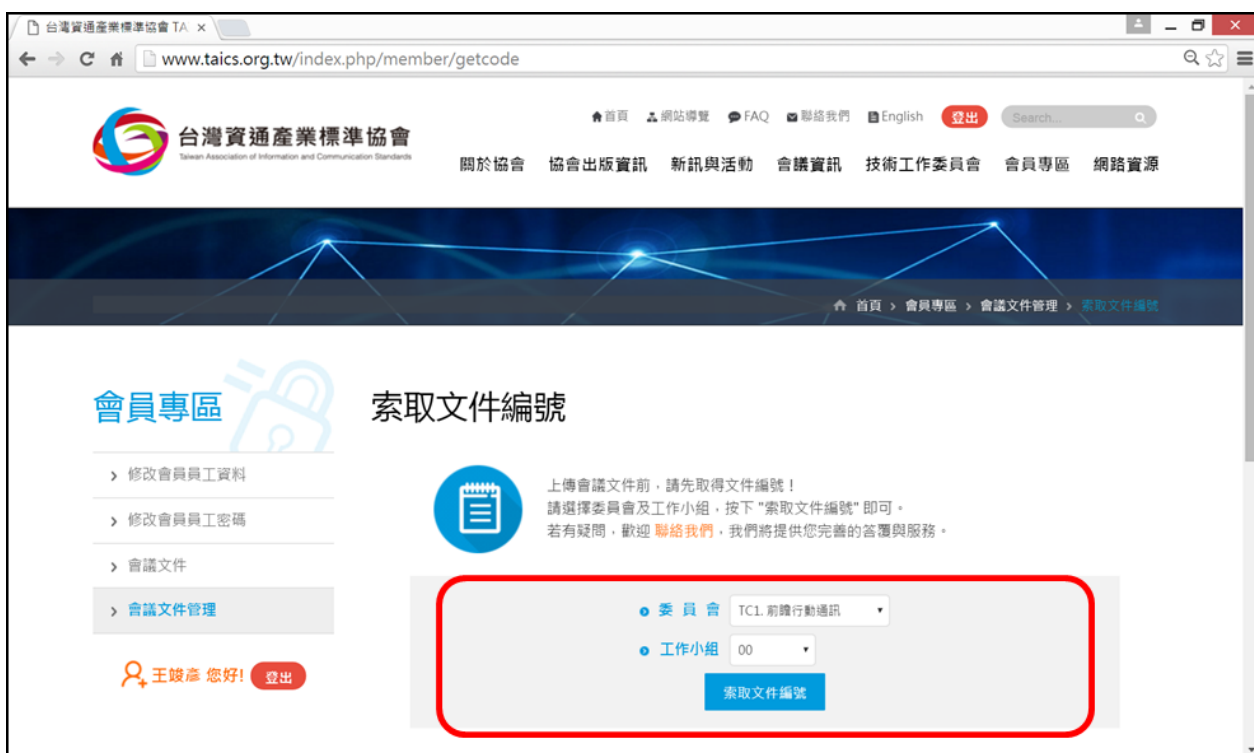 台灣資通產業標準協會 TA
www.taics.org.tw/index.php/member/getcode
首頁 網站導覽 FAQ 聯絡我們 English 登出 Search...
台灣資通產業標準協會
Taiwan Association of Information and Communication Standards
關於協會 協會出版資訊 新訊與活動 會議資訊 技術工作委員會 會員專區 網路資源
首頁 > 會員專區 > 會議文件管理 > 索取文件編號
會員專區
索取文件編號
修改會員員工資料
修改會員員工密碼
會議文件
會議文件管理
王竣彥 您好! 登出
上傳會議文件前，請先取得文件編號！
請選擇委員會及工作小組，按下 "索取文件編號" 即可。
若有疑問，歡迎 聯絡我們，我們將提供您完善的答覆與服務。
委 員 會 TC1. 前瞻行動通訊
工作小組 00
索取文件編號